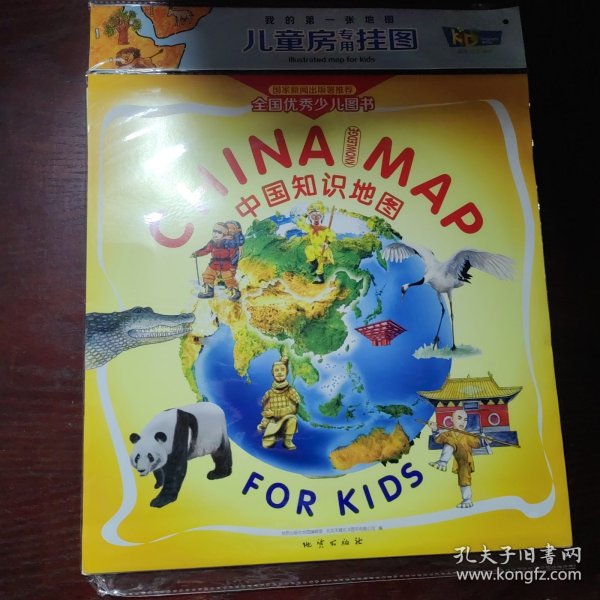 我的第一张地图
儿童房专用挂图
illustrated map for kids
KiD
国家新闻出版署推荐
全国优秀少儿图书
CHINA KNOWLEDGE MAP
中国知识地图
FOR KIDS
地质出版社
孔夫子旧书网
www.kongfz.com